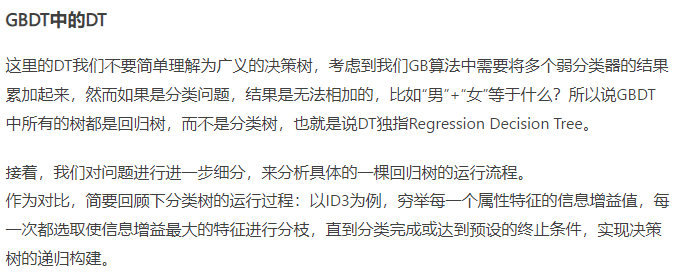 GBDT中的DT
这里的DT我们不要简单理解为广义的决策树，考虑到我们GB算法中需要将多个弱分类器的结果
累加起来，然而如果是分类问题，结果是无法相加的，比如“男”+“女”等于什么？所以说GBDT
中所有的树都是回归树，而不是分类树，也就是说DT独指Regression Decision Tree。
接着，我们对问题进行进一步细分，来分析具体的一棵回归树的运行流程。
作为对比，简要回顾下分类树的运行过程：以ID3为例，穷举每一个属性特征的信息增益值，每
一次都选取使信息增益最大的特征进行分枝，直到分类完成或达到预设的终止条件，实现决策
树的递归构建。